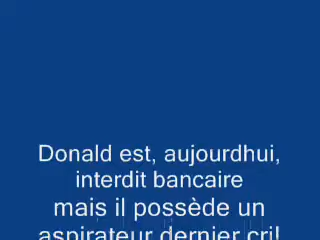 Donald est, aujourdhui,
interdit bancaire
mais il possède un
aspirateur dernier cri!